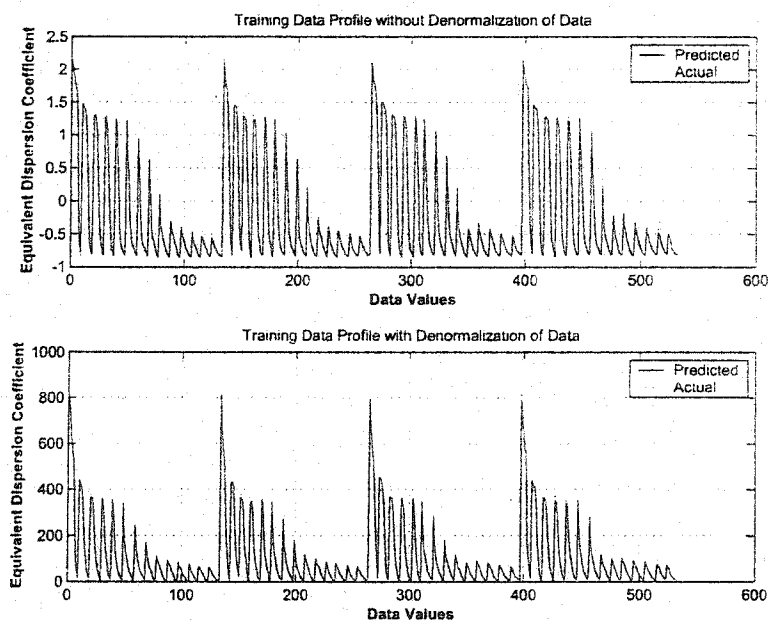 Training Data Profile without Denormalization of Data
Equivalent Dispersion Coefficient
2.5
2
1.5
1
0.5
0
-0.5
-1
Predicted
Actual
0
100
200
300
400
500
600
Data Values
Training Data Profile with Denormalization of Data
Equivalent Dispersion Coefficient
1000
800
600
400
200
0
Predicted
Actual
0
100
200
300
400
500
600
Data Values